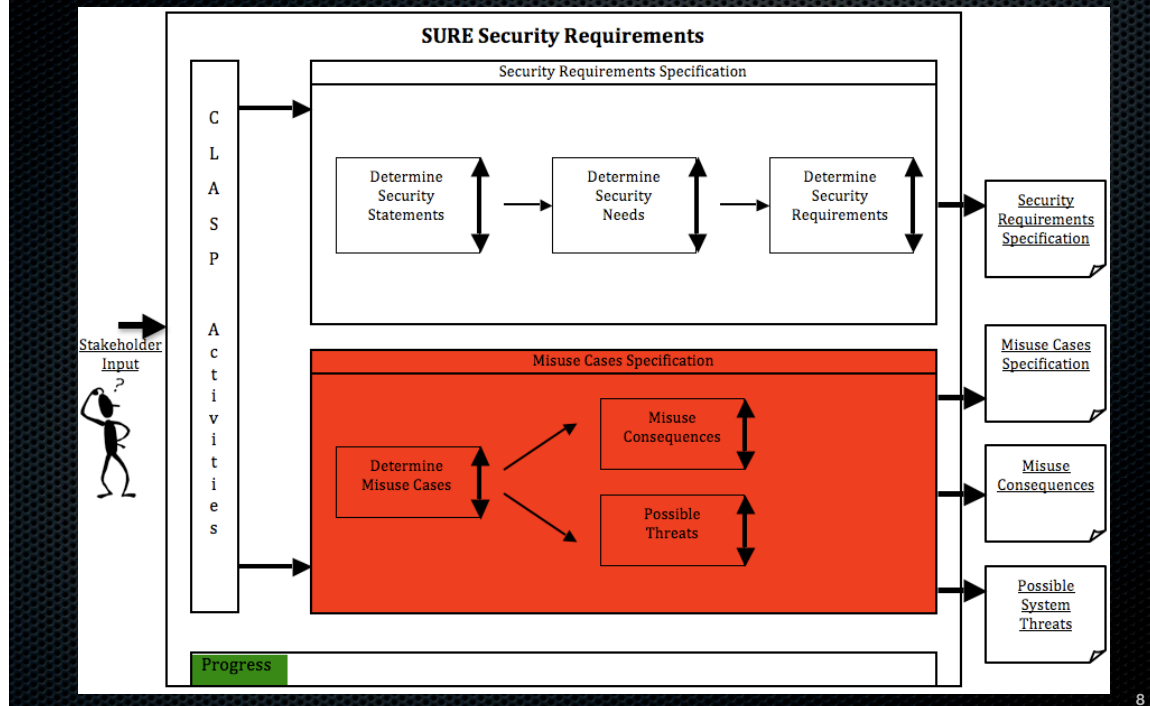 SURE Security Requirements
C
L
A
S
P
A
c
t
i
v
i
t
i
e
s
Security Requirements Specification
Determine
Security
Statements
Determine
Security
Needs
Determine
Security
Requirements
Security
Requirements
Specification
Stakeholder
Input
?
Misuse Cases Specification
Determine
Misuse Cases
Misuse
Consequences
Possible
Threats
Misuse Cases
Specification
Misuse
Consequences
Possible
System
Threats
Progress
8